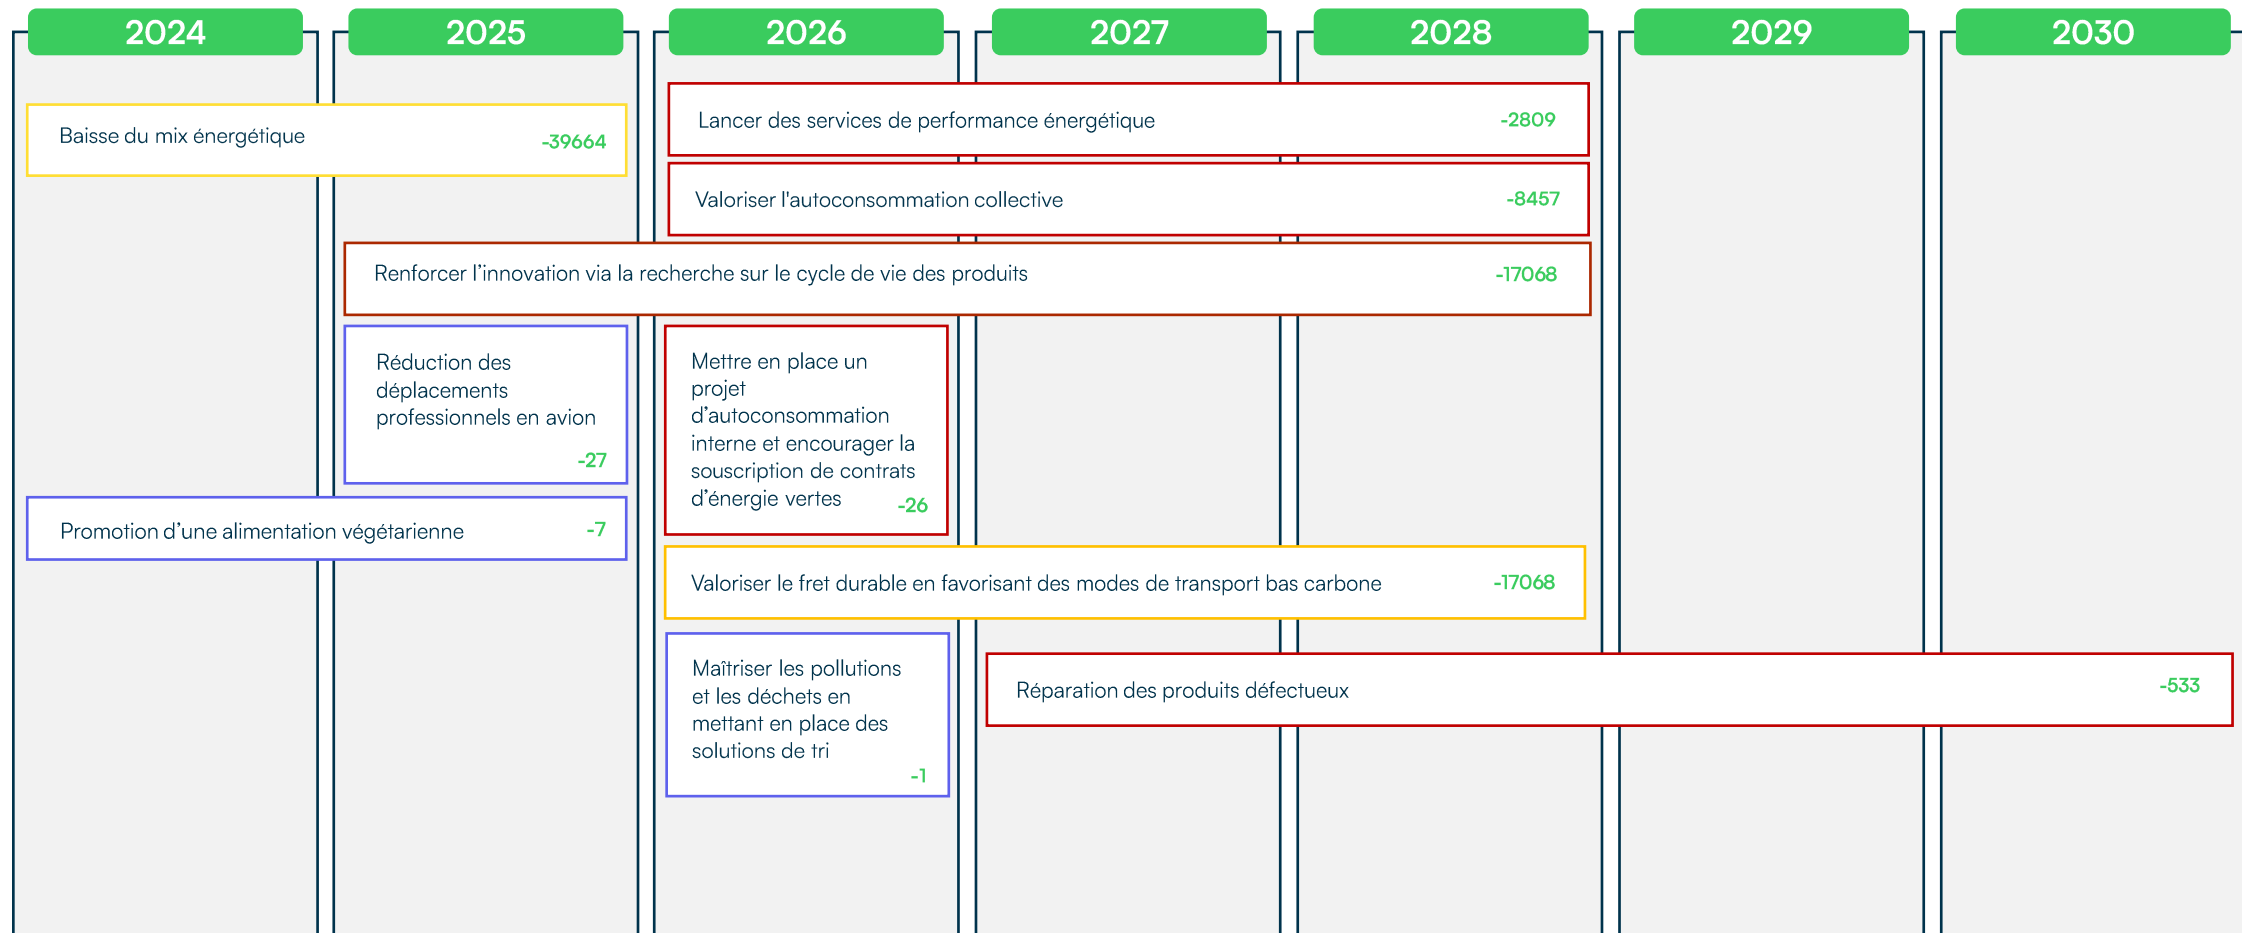 2024
2025
2026
2027
2028
2029
2030
Baisse du mix énergétique
-39664
Lancer des services de performance énergétique
-2809
Valoriser l'autoconsommation collective
-8457
Renforcer l’innovation via la recherche sur le cycle de vie des produits
-17068
Réduction des
déplacements
professionnels en avion
-27
Mettre en place un
projet
d’autoconsommation
interne et encourager la
souscription de contrats
d’énergie vertes
-26
Promotion d’une alimentation végétarienne
-7
Valoriser le fret durable en favorisant des modes de transport bas carbone
-17068
Maîtriser les pollutions
et les déchets en
mettant en place des
solutions de tri
-1
Réparation des produits défectueux
-533